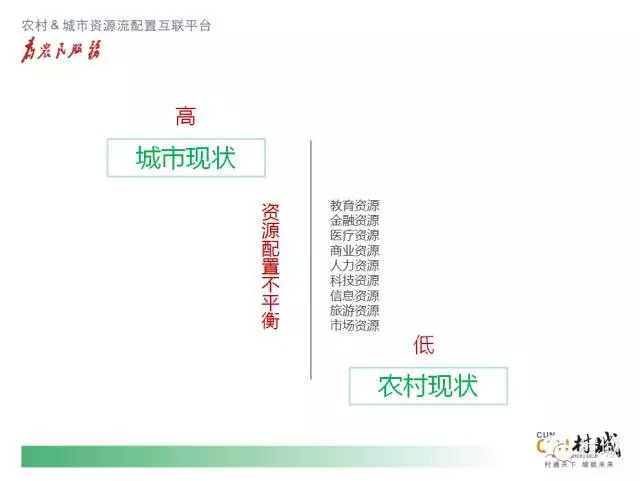 农村＆城市资源流配置互联平台
为农民服务
高
城市现状
资源配置不平衡
教育资源
金融资源
医疗资源
商业资源
人力资源
科技资源
信息资源
旅游资源
市场资源
低
农村现状
CUN
村城
村通天下 城就未来